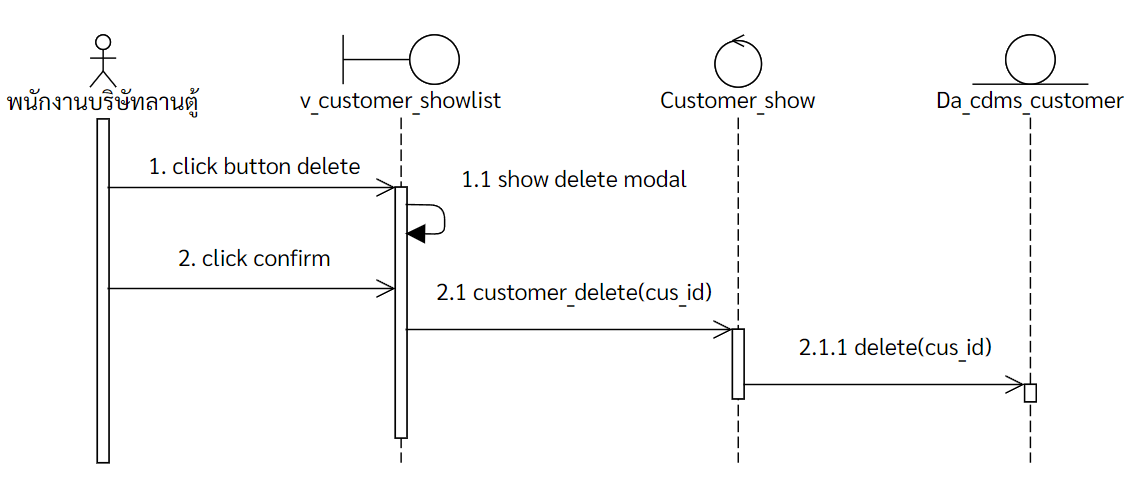 พนักงานบริษัทลานตู้
v_customer_showlist
Customer_show
Da_cdms_customer
1. click button delete
1.1 show delete modal
2. click confirm
2.1 customer_delete(cus_id)
2.1.1 delete(cus_id)